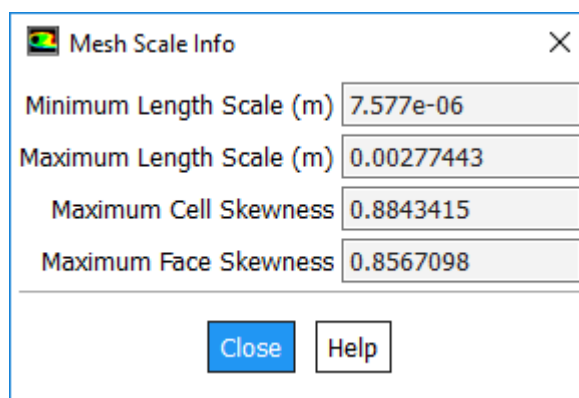 Mesh Scale Info
Minimum Length Scale (m) 7.577e-06
Maximum Length Scale (m) 0.00277443
Maximum Cell Skewness 0.8843415
Maximum Face Skewness 0.8567098
Close Help